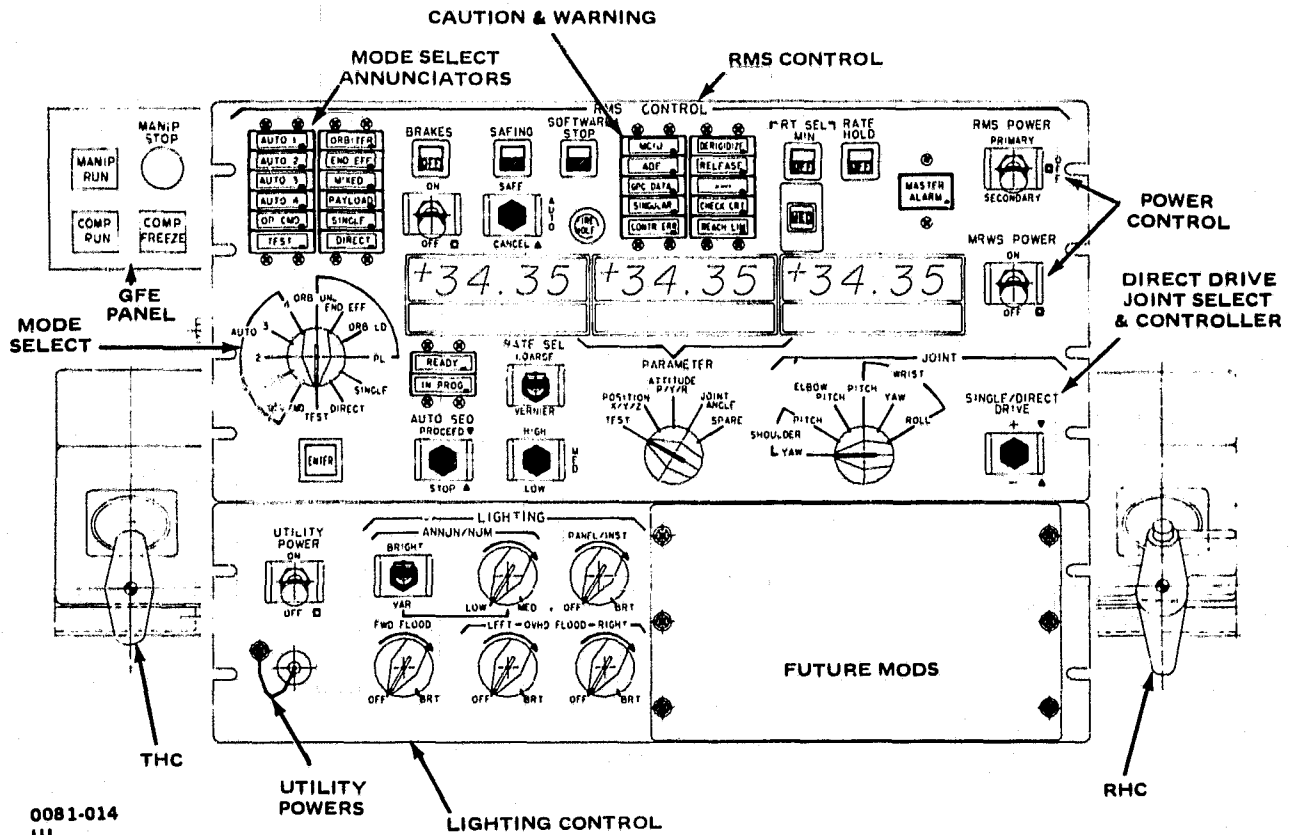 CAUTION & WARNING
MODE SELECT
ANNUNCIATORS
RMS CONTROL
RMS CONTROL
MANIP
STOP
MANIP
RUN
COMP
RUN
COMP
FREEZE
GFE
PANEL
AUTO 1
AUTO 2
AUTO 3
AUTO 4
OP CMD
TEST
ORBITER
END EFF
MIXED
PAYLOAD
SINGLE
DIRECT
BRAKES
OFF
ON
OFF
SAFING
SAFE
AUTO
CANCEL
SOFTWARE
STOP
ADE
GPC DATA
SINGULAR
CONTR ERR
DERIGIDIZE
RELEASE
CHECK CRT
REACH LIM
MIN
RATE
HOLD
OFF
MASTER
ALARM
RMS POWER
PRIMARY
OFF
SECONDARY
POWER
CONTROL
MRWS POWER
ON
OFF
+34.35
+34.35
+34.35
DIRECT DRIVE
JOINT SELECT
& CONTROLLER
MODE
SELECT
END EFF
ORB LD
PL
SINGLE
DIRECT
TEST
AUTO 3
2
ENTER
READY
IN PROG
AUTO SEQ
PROCEED
STOP
RATE SEL
COARSE
VERNIER
HIGH
MED
LOW
PARAMETER
ATTITUDE
P/Y/R
POSITION
X/Y/Z
JOINT
ANGLE
TEST
SPARE
JOINT
WRIST
PITCH
YAW
ROLL
ELBOW
PITCH
PITCH
SHOULDER
YAW
SINGLE/DIRECT
DRIVE
+
-
LIGHTING
UTILITY
POWER
ON
OFF
ANNUN/NUM
BRIGHT
VAR
LOW
MED
PANEL/INST
OFF
BRT
FWD FLOOD
OFF
BRT
LEFT-OVHD FLOOD-RIGHT
OFF
BRT
OFF
BRT
FUTURE MODS
THC
UTILITY
POWERS
LIGHTING CONTROL
RHC
0081-014